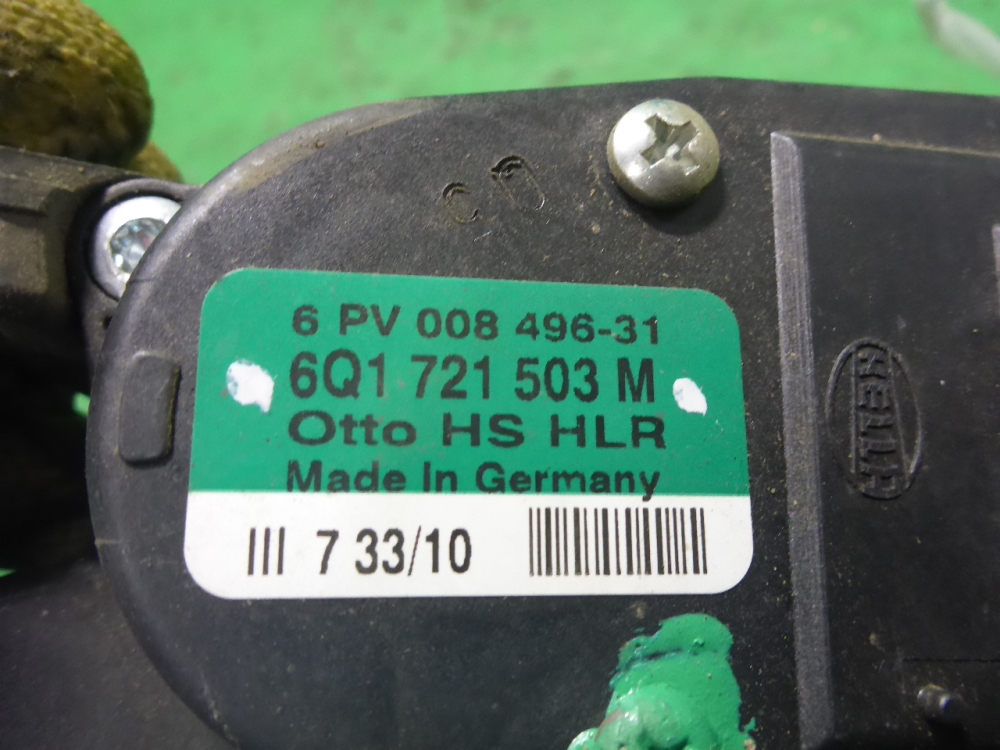 6 PV 008 496-31
6Q1 721 503 M
Otto HS HLR
Made In Germany
III 7 33/10
HELLA